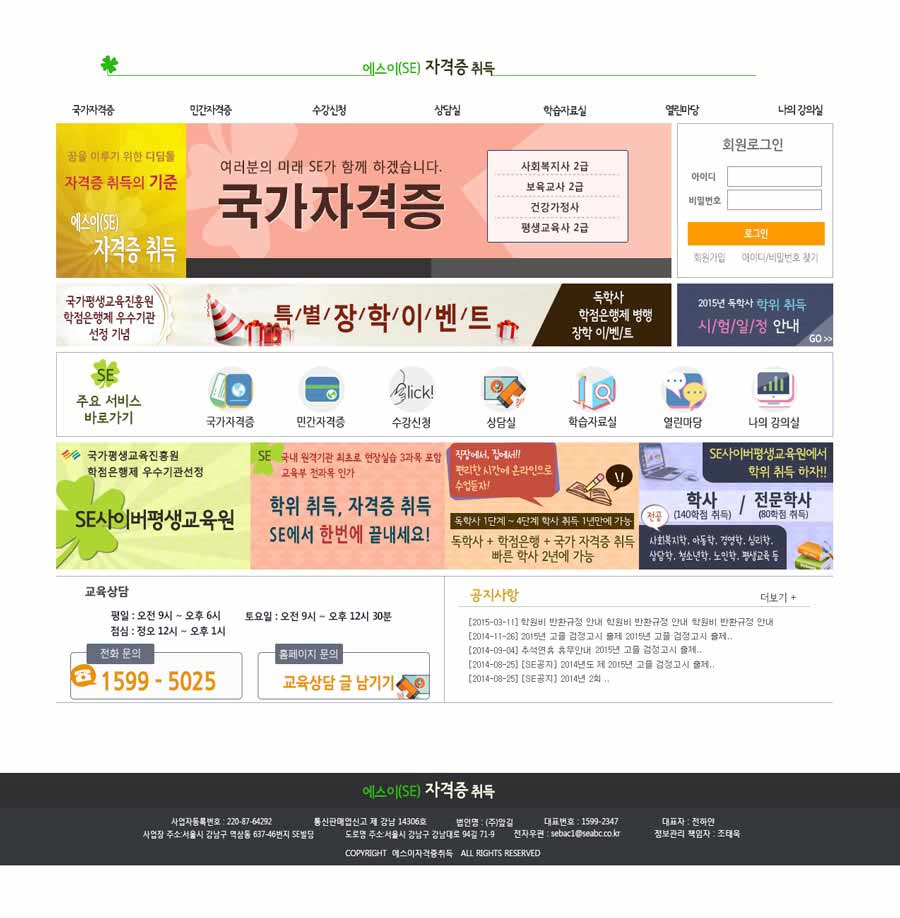 에스이(SE) 자격증 취득
국가자격증 민간자격증 수강신청 상담실 학습자료실 열린마당 나의 강의실
꿈을 이루기 위한 디딤돌
자격증 취득의 기준
에스이(SE)
자격증 취득
여러분의 미래 SE가 함께 하겠습니다.
국가자격증
사회복지사 2급
보육교사 2급
건강가정사
평생교육사 2급
회원로그인
아이디
비밀번호
로그인
회원가입 아이디/비밀번호 찾기
국가평생교육진흥원
학점은행제 우수기관
선정 기념
특/별/장/학/이/벤/트
독학사
학점은행제 병행
장학 이/벤/트
2015년 독학사 학위 취득
시/험/일/정 안내
GO >>
SE
주요 서비스
바로가기
국가자격증
민간자격증
Click!
수강신청
상담실
학습자료실
열린마당
나의 강의실
국가평생교육진흥원
학점은행제 우수기관선정
SE사이버평생교육원
SE
국내 원격기관 최초로 현장실습 3과목 포함
교육부 전과목 인가
학위 취득, 자격증 취득
SE에서 한번에 끝내세요!
직장에서, 집에서!!
편리한 시간에 온라인으로
수업듣자!
독학사 1단계 ~ 4단계 학사 취득 1년만에 가능
독학사 + 학점은행 + 국가 자격증 취득
빠른 학사 2년에 가능
SE사이버평생교육원에서
학위 취득 하자!!
학사 / 전문학사
(140학점 취득) (80학점 취득)
전공
사회복지학, 아동학, 경영학, 심리학,
상담학, 청소년학, 노인학, 평생교육 등
교육상담
평일 : 오전 9시 ~ 오후 6시 토요일 : 오전 9시 ~ 오후 12시 30분
점심 : 정오 12시 ~ 오후 1시
전화 문의
1599 - 5025
홈페이지 문의
교육상담 글 남기기
공지사항 더보기 +
[2015-03-11] 학원비 반환규정 안내 학원비 반환규정 안내 학원비 반환규정 안내
[2014-11-26] 2015년 고졸 검정고시 출제 2015년 고졸 검정고시 출제..
[2014-09-04] 추석연휴 휴무안내 2015년 고졸 검정고시 출제..
[2014-08-25] [SE공지] 2014년도 제 2015년 고졸 검정고시 출제..
[2014-08-25] [SE공지] 2014년 2회 ..
에스이(SE) 자격증 취득
사업자등록번호 : 220-87-64292 통신판매업신고 제 강남 14306호 법인명 : (주)암길 대표번호 : 1599-2347 대표자 : 전하얀
사업장 주소:서울시 강남구 역삼동 637-46번지 SE빌딩 도로명 주소:서울시 강남구 강남대로 94길 71-9 전자우편 : sebac1@seabc.co.kr 정보관리 책임자 : 조태욱
COPYRIGHT 에스이자격증취득 ALL RIGHTS RESERVED